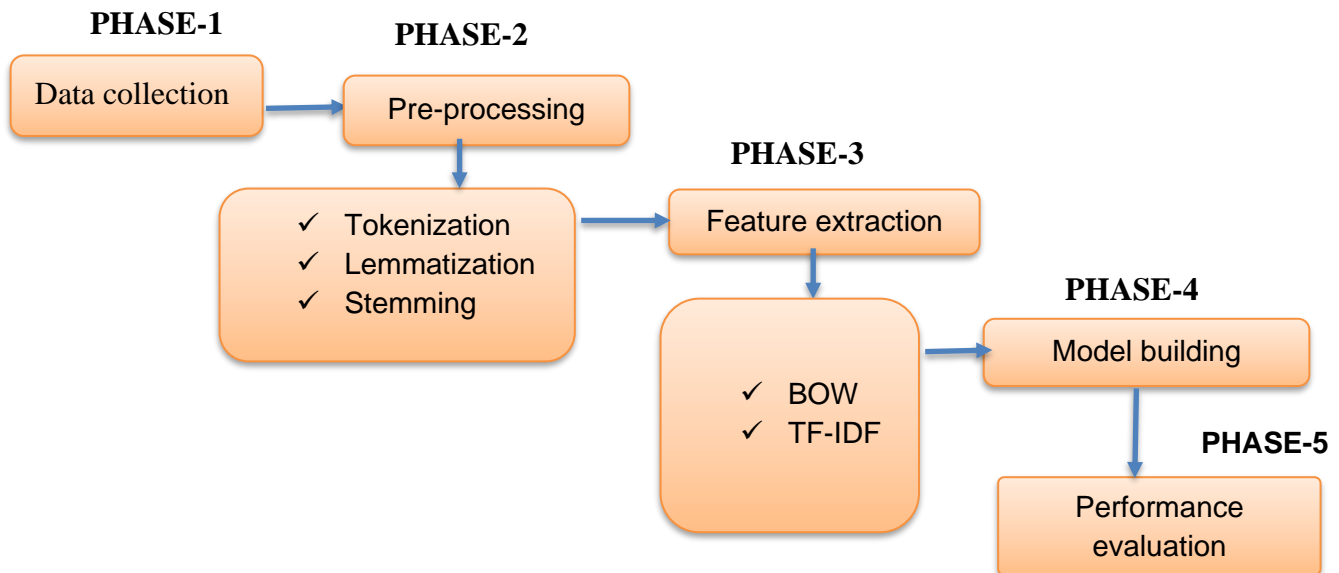 PHASE-1
Data collection
PHASE-2
Pre-processing
✓ Tokenization
✓ Lemmatization
✓ Stemming
PHASE-3
Feature extraction
✓ BOW
✓ TF-IDF
PHASE-4
Model building
PHASE-5
Performance
evaluation